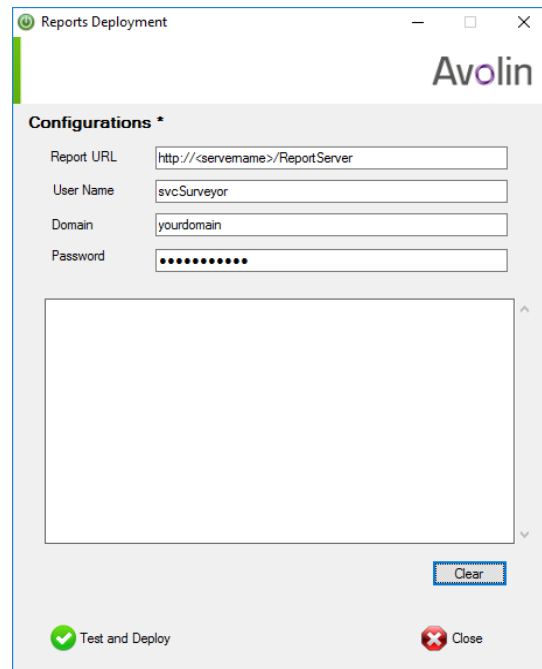 Reports Deployment
Avolin
Configurations *
Report URL http://<servername>/ReportServer
User Name svcSurveyor
Domain yourdomain
Password ●●●●●●●●●●●
Clear
Test and Deploy Close